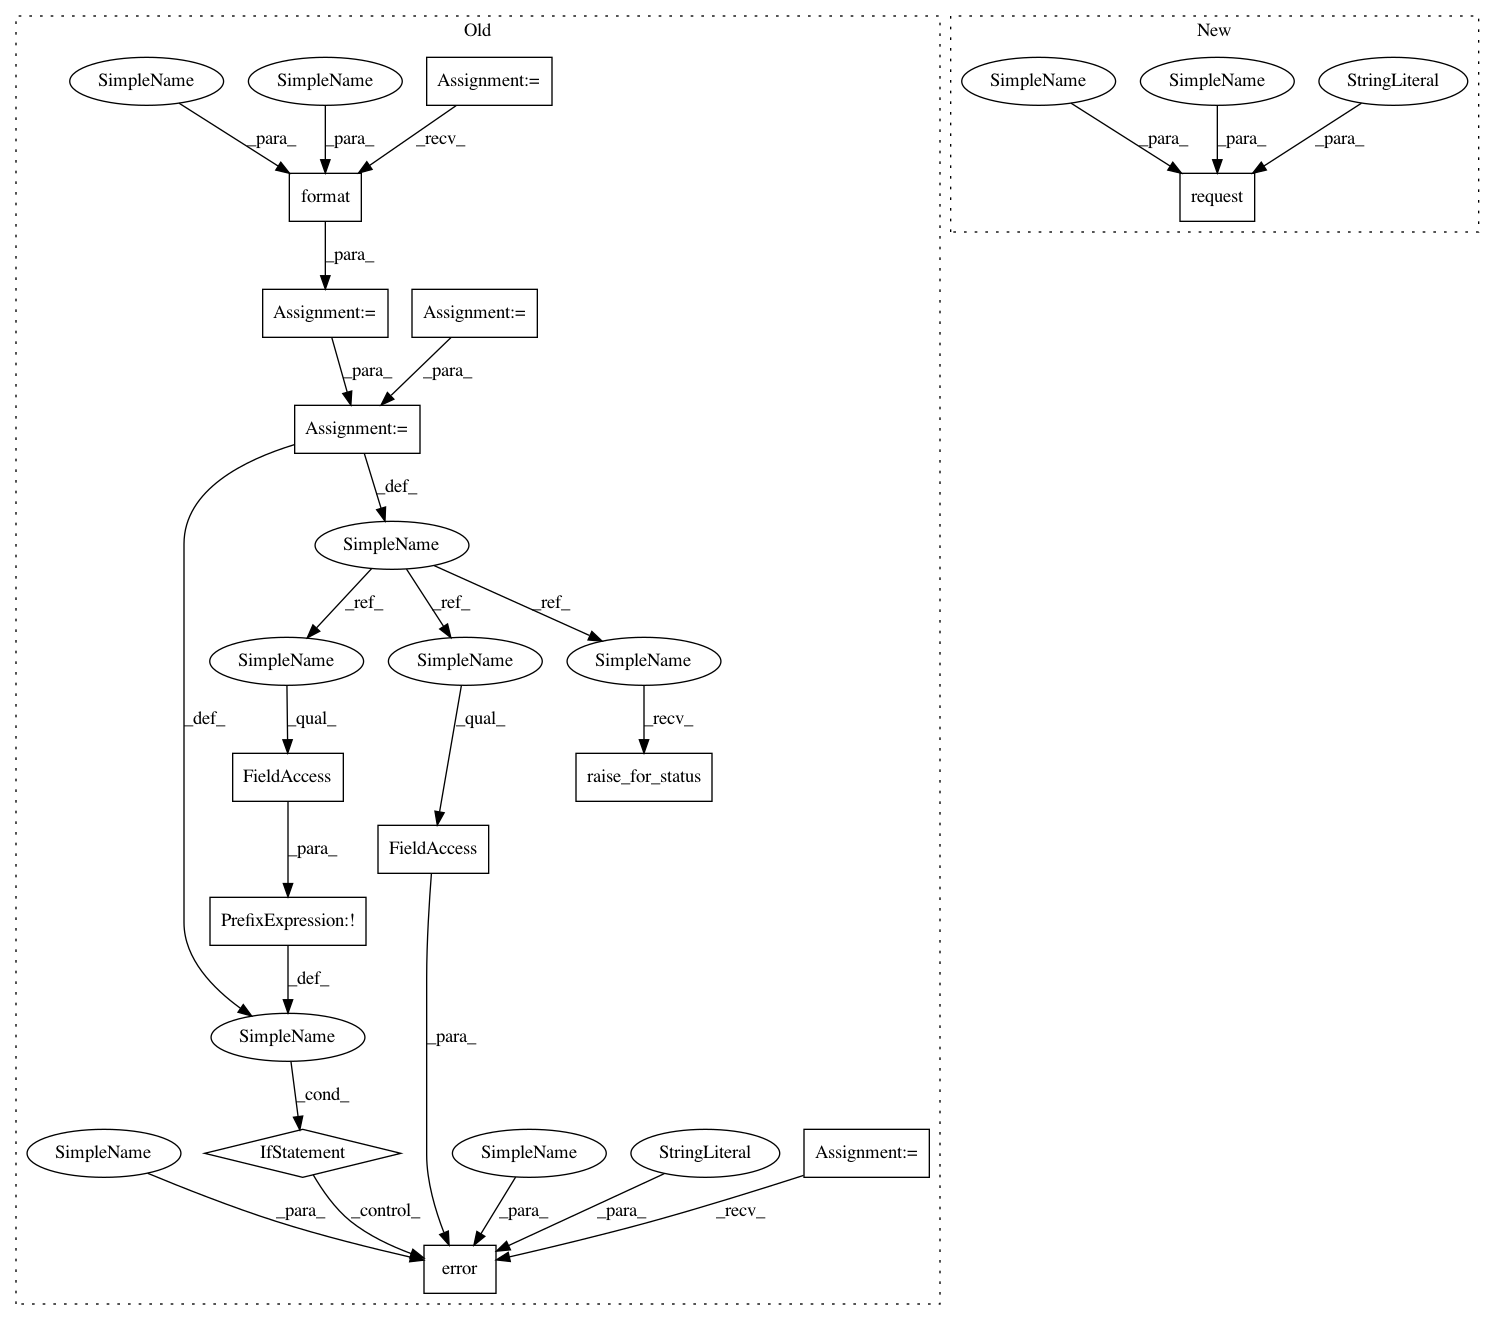 Old
New
SimpleName
SimpleName
Assignment:=
SimpleName
SimpleName
StringLiteral
_para_
_para_
_recv_
_para_
_para_
_para_
format
request
_para_
Assignment:=
Assignment:=
_para_
_para_
Assignment:=
_def_
SimpleName
_ref_
_ref_
_ref_
SimpleName
SimpleName
SimpleName
_def_
_qual_
_qual_
_recv_
FieldAccess
raise_for_status
_para_
FieldAccess
PrefixExpression:!
_def_
SimpleName
_para_
_cond_
SimpleName
IfStatement
SimpleName
StringLiteral
Assignment:=
_para_
_control_
_para_
_para_
_recv_
error